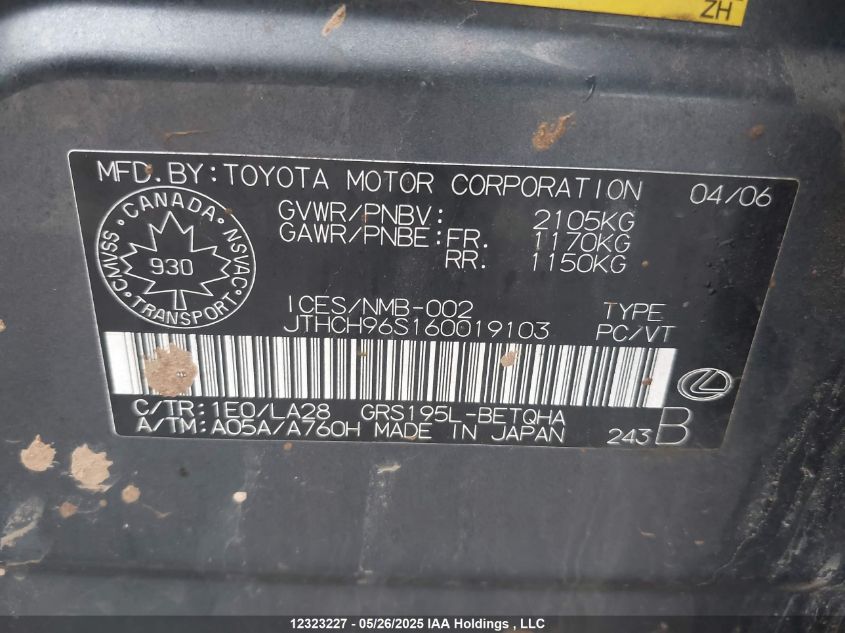 ZH
MFD.BY:TOYOTA MOTOR CORPORATION 04/06
GVWR/PNBV: 2105KG
GAWR/PNBE:FR. 1170KG
RR. 1150KG
CANADA
CMVSS 930 NSVAC
TRANSPORT
ICES/NMB-002 TYPE
JTHCH96S160019103 PC/VT
C/TR:1E0/LA28 GRS195L-BETQHA
A/TM:A05A/A760H MADE IN JAPAN 243 B
12323227 - 05/26/2025 IAA Holdings , LLC